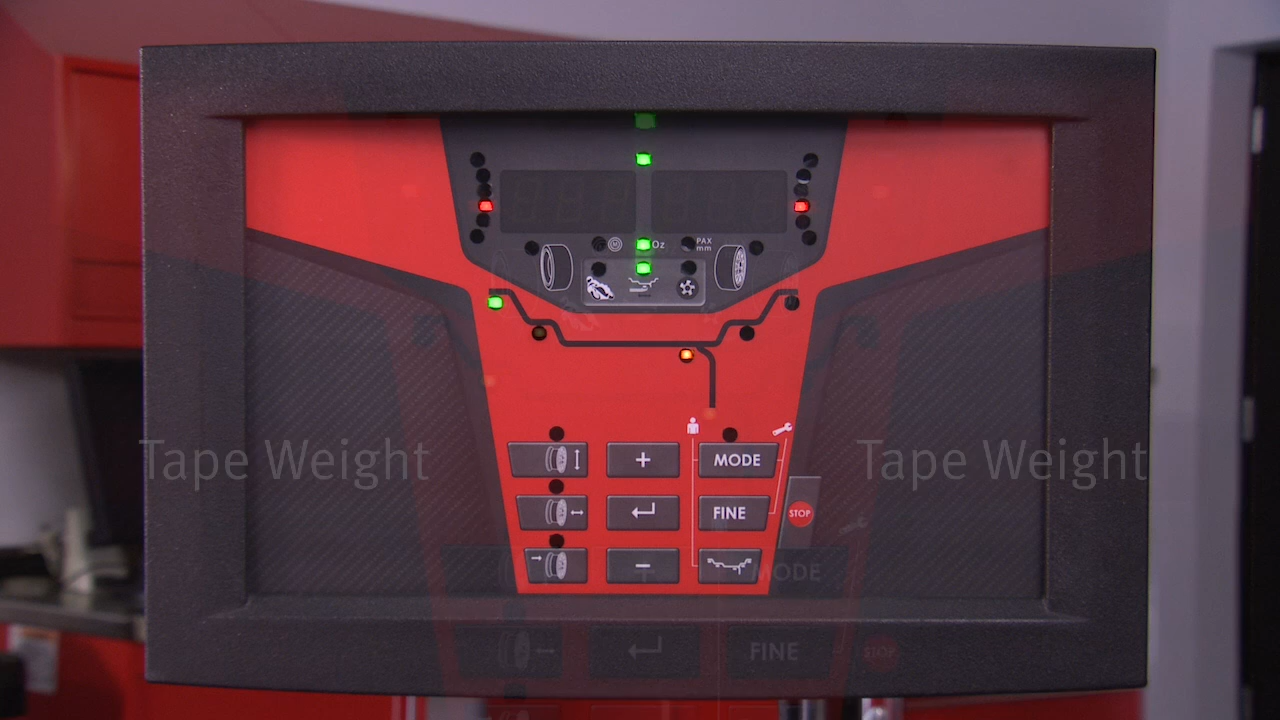 Oz
PAX
mm
Tape Weight
Tape Weight
+
MODE
FINE
STOP
−
MODE
FINE
STOP